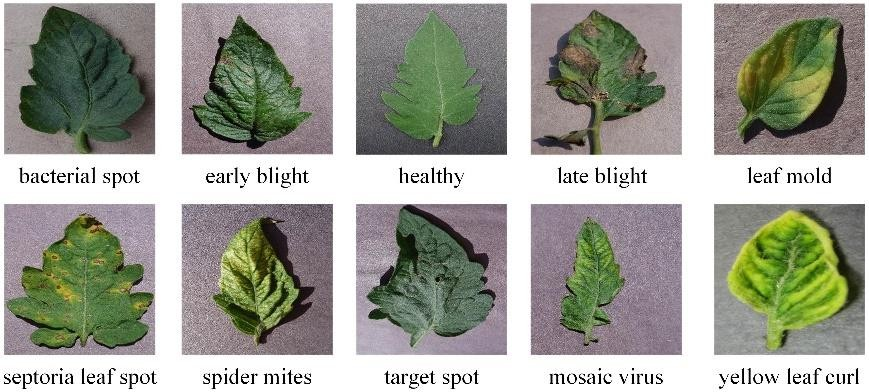 bacterial spot
early blight
healthy
late blight
leaf mold
septoria leaf spot
spider mites
target spot
mosaic virus
yellow leaf curl